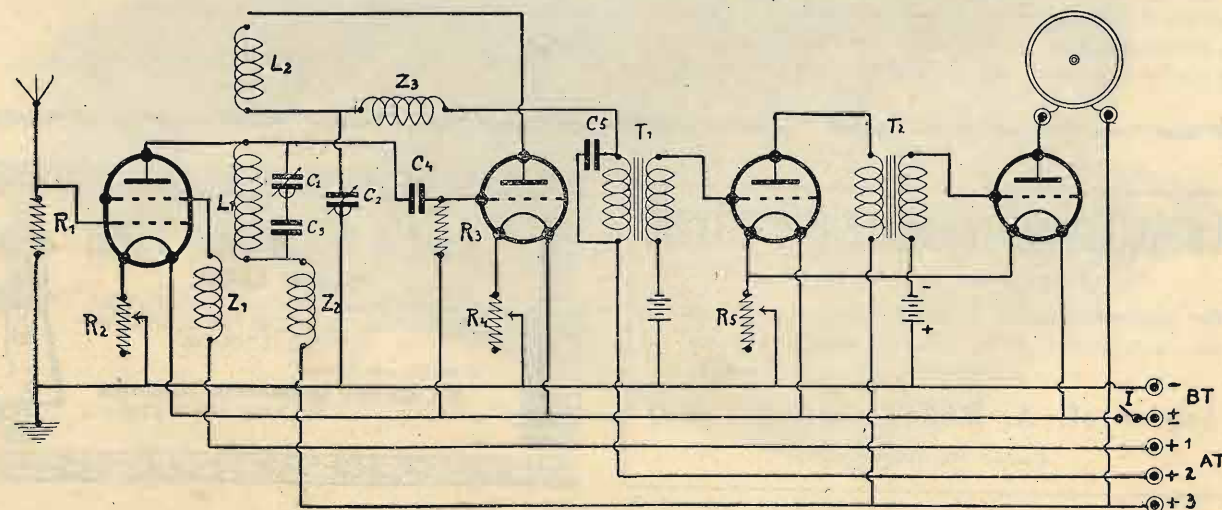 L2
Z3
C5
T1
T2
C4
C1
C2
L1
R1
C3
R3
Z1
Z2
R2
R4
R5
-
+
- BT
I ±
+ 1
+ 2 AT
+ 3